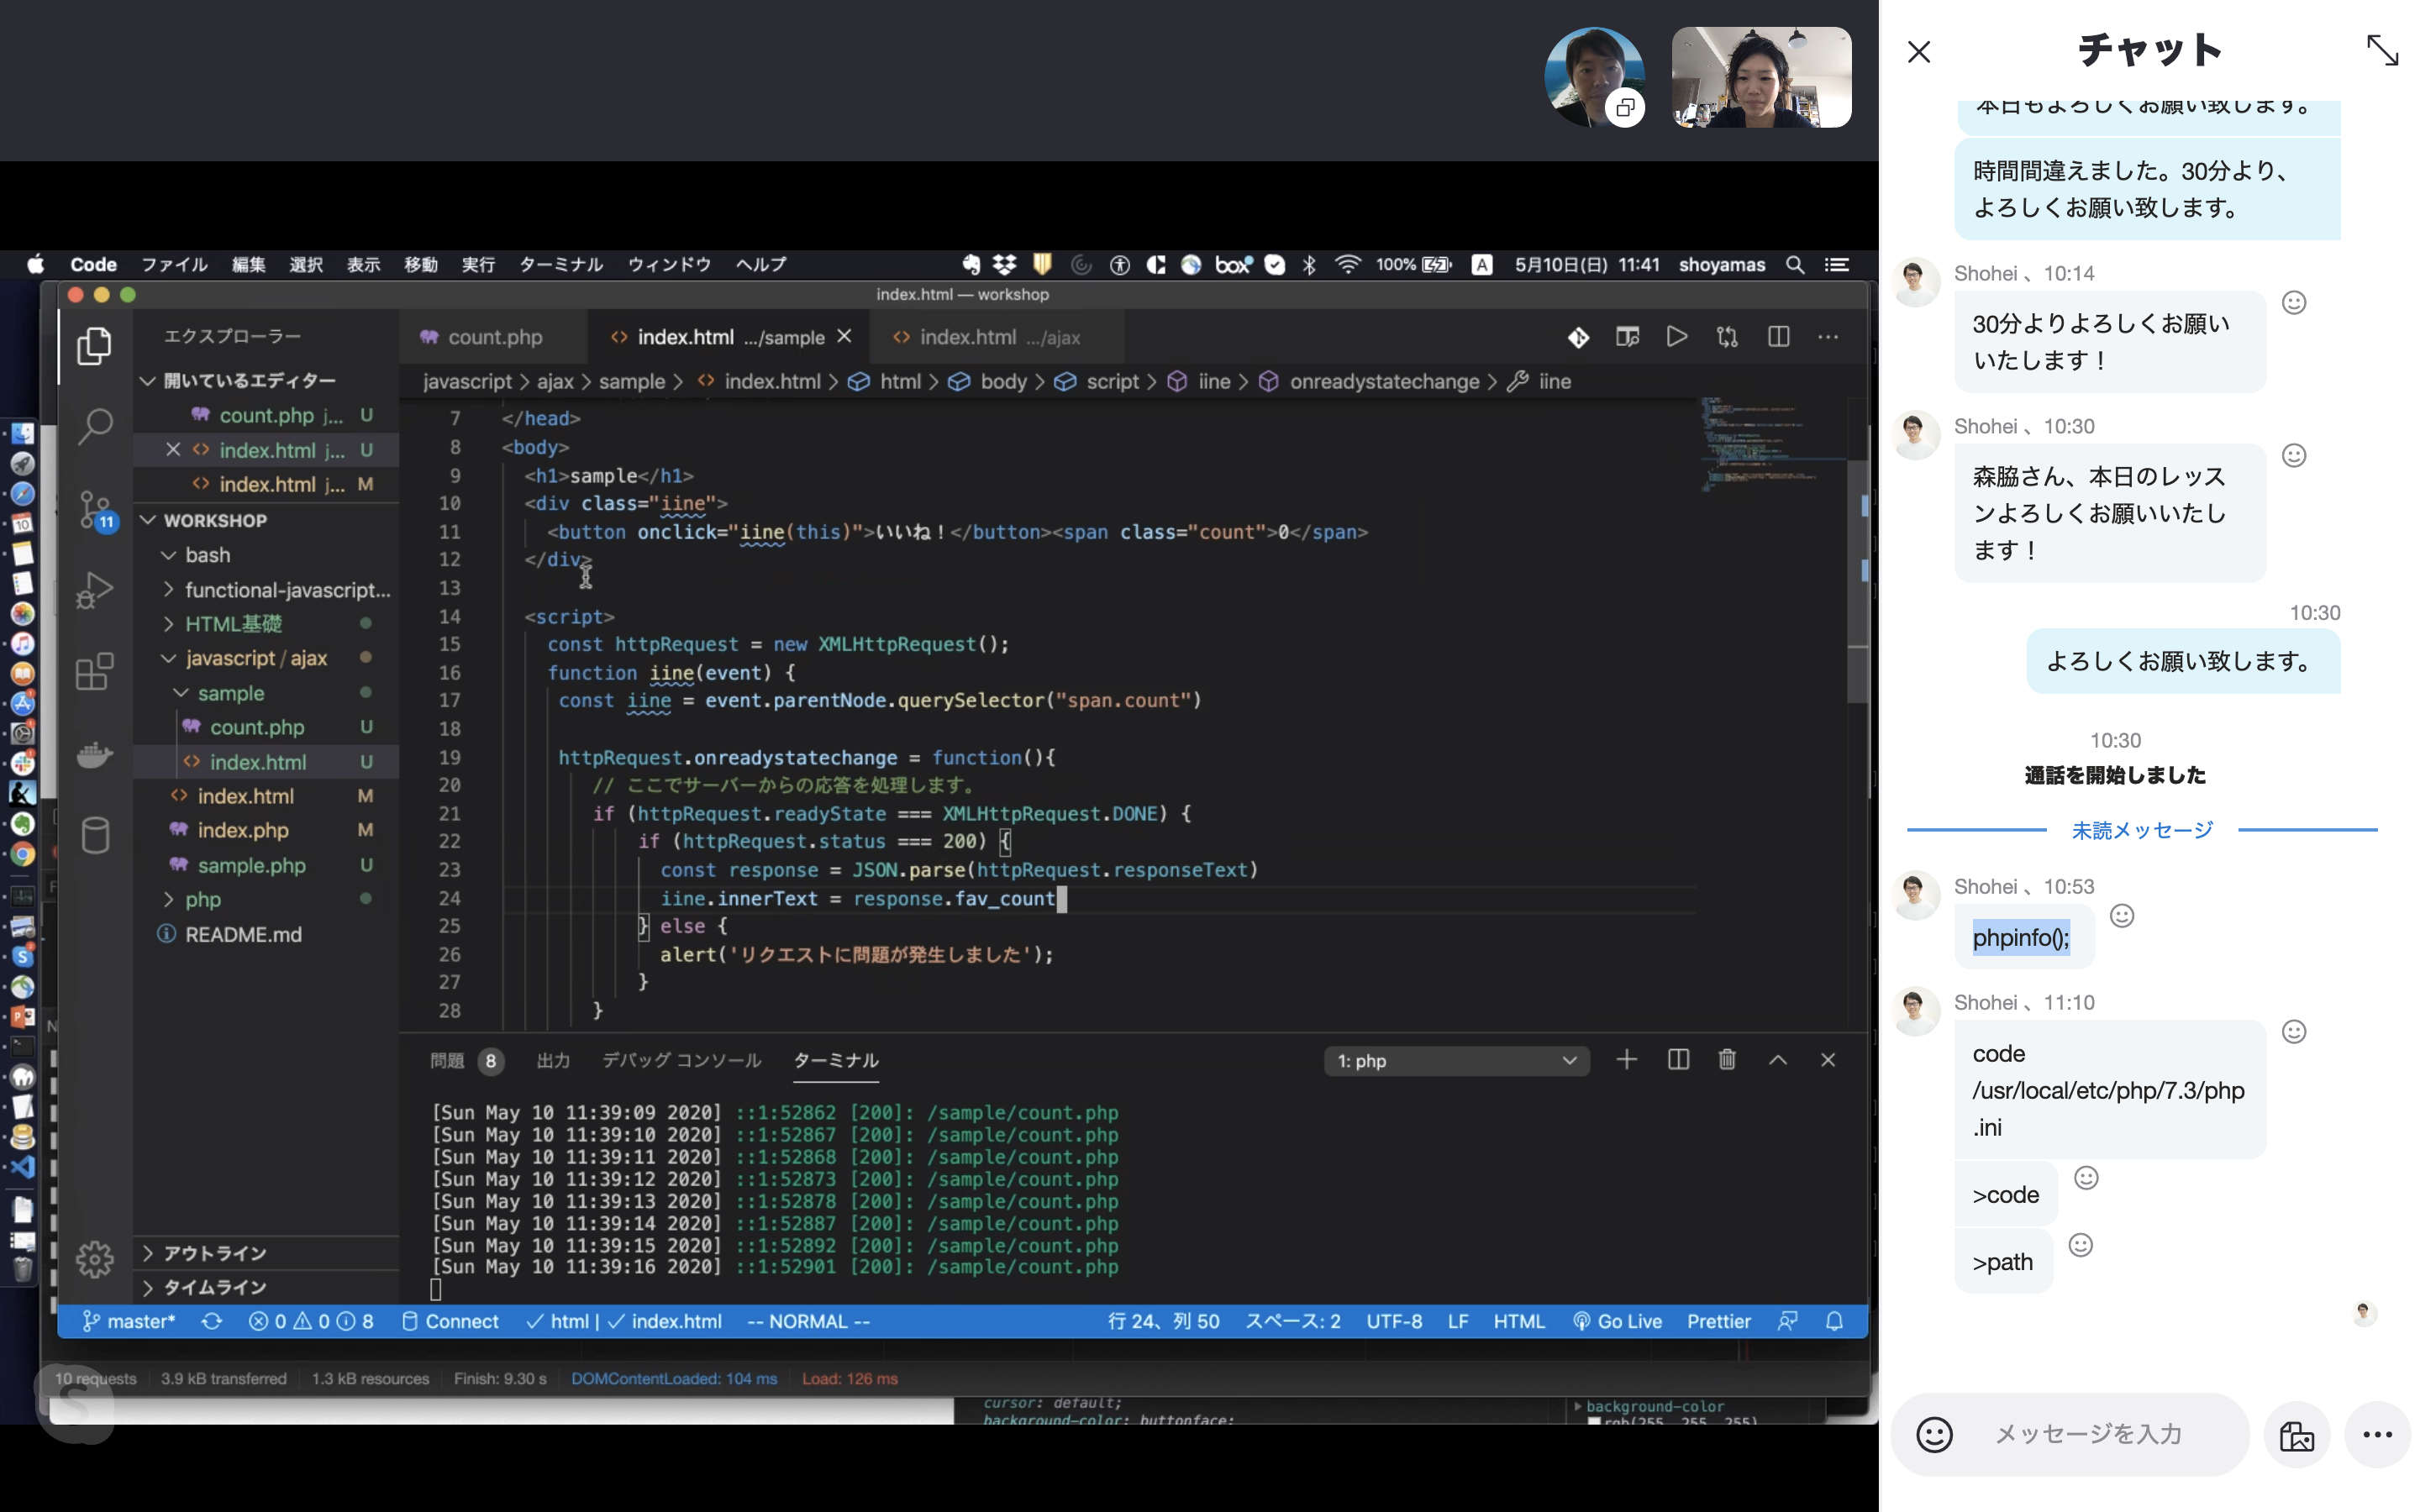 Code ファイル 編集 選択 表示 移動 実行 ターミナル ウィンドウ ヘルプ
box 100% A 5月10日(日) 11:41 shoyamas
index.html — workshop
エクスプローラー
開いているエディター
count.php j... U
index.html j... U
index.html j... M
WORKSHOP
bash
functional-javascript...
HTML基礎
javascript / ajax
sample
count.php U
index.html U
index.html M
index.php M
sample.php U
php
README.md
アウトライン
タイムライン
11
count.php
index.html .../sample
index.html .../ajax
javascript > ajax > sample > index.html > html > body > script > iine > onreadystatechange > iine
7 </head>
8 <body>
9 <h1>sample</h1>
10 <div class="iine">
11 <button onclick="iine(this)">いいね！</button><span class="count">0</span>
12 </div>
13
14 <script>
15 const httpRequest = new XMLHttpRequest();
16 function iine(event) {
17 const iine = event.parentNode.querySelector("span.count")
18
19 httpRequest.onreadystatechange = function(){
20 // ここでサーバーからの応答を処理します。
21 if (httpRequest.readyState === XMLHttpRequest.DONE) {
22 if (httpRequest.status === 200) {
23 const response = JSON.parse(httpRequest.responseText)
24 iine.innerText = response.fav_count
25 } else {
26 alert('リクエストに問題が発生しました');
27 }
28 }
問題 8 出力 デバッグ コンソール ターミナル 1: php
[Sun May 10 11:39:09 2020] ::1:52862 [200]: /sample/count.php
[Sun May 10 11:39:10 2020] ::1:52867 [200]: /sample/count.php
[Sun May 10 11:39:11 2020] ::1:52868 [200]: /sample/count.php
[Sun May 10 11:39:12 2020] ::1:52873 [200]: /sample/count.php
[Sun May 10 11:39:13 2020] ::1:52878 [200]: /sample/count.php
[Sun May 10 11:39:14 2020] ::1:52887 [200]: /sample/count.php
[Sun May 10 11:39:15 2020] ::1:52892 [200]: /sample/count.php
[Sun May 10 11:39:16 2020] ::1:52901 [200]: /sample/count.php
master* 0 0 8 Connect html | index.html -- NORMAL -- 行 24、列 50 スペース: 2 UTF-8 LF HTML Go Live Prettier
10 requests 3.9 kB transferred 1.3 kB resources Finish: 9.30 s DOMContentLoaded: 104 ms Load: 126 ms
cursor: default;
background-color: buttonface;
background-color
rgb(255, 255, 255)
チャット
本日もよろしくお願い致します。
時間間違えました。30分より、
よろしくお願い致します。
Shohei 、10:14
30分よりよろしくお願い
いたします！
Shohei 、10:30
森脇さん、本日のレッス
ンよろしくお願いいたし
ます！
10:30
よろしくお願い致します。
10:30
通話を開始しました
未読メッセージ
Shohei 、10:53
phpinfo();
Shohei 、11:10
code
/usr/local/etc/php/7.3/php
.ini
>code
>path
メッセージを入力